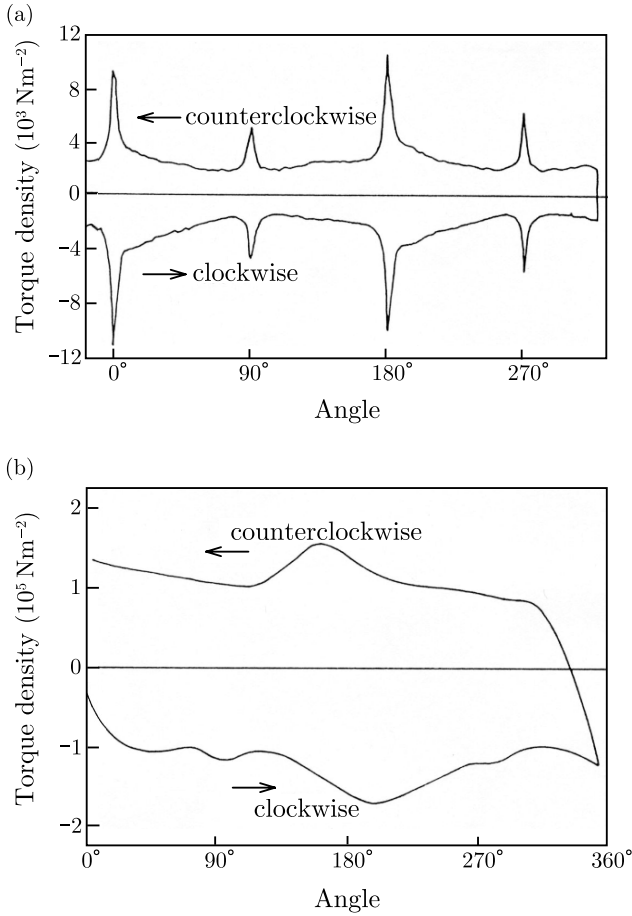 (a)
Torque density (10³ Nm⁻²)
12
8
4
0
−4
−8
−12
counterclockwise
clockwise
0° 90° 180° 270°
Angle
(b)
Torque density (10⁵ Nm⁻²)
2
1
0
−1
−2
counterclockwise
clockwise
0° 90° 180° 270° 360°
Angle